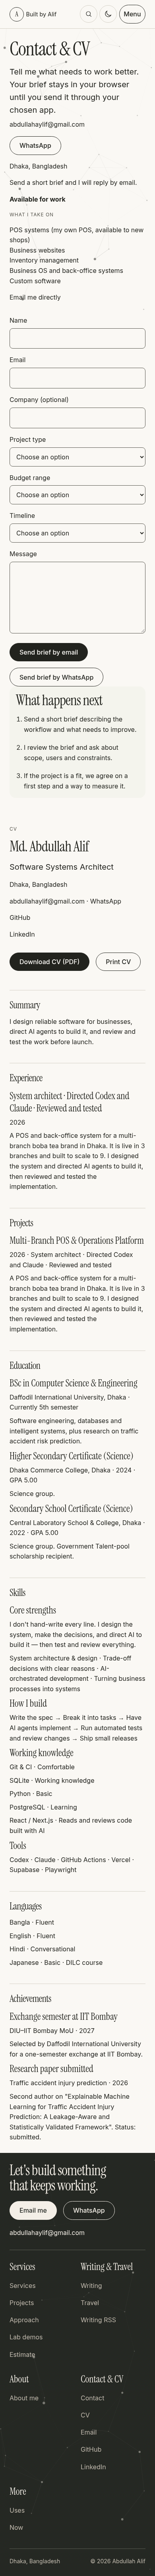 A Built by Alif
Menu
Contact & CV
Tell me what needs to work better.
Your brief stays in your browser
until you send it through your
chosen app.
abdullahaylif@gmail.com
WhatsApp
Dhaka, Bangladesh
Send a short brief and I will reply by email.
Available for work
WHAT I TAKE ON
POS systems (my own POS, available to new
shops)
Business websites
Inventory management
Business OS and back-office systems
Custom software
Email me directly
Name
Email
Company (optional)
Project type
Choose an option
Budget range
Choose an option
Timeline
Choose an option
Message
Send brief by email
Send brief by WhatsApp
What happens next
1. Send a short brief describing the
workflow and what needs to improve.
2. I review the brief and ask about
scope, users and constraints.
3. If the project is a fit, we agree on a
first step and a way to measure it.
CV
Md. Abdullah Alif
Software Systems Architect
Dhaka, Bangladesh
abdullahaylif@gmail.com · WhatsApp
GitHub
LinkedIn
Download CV (PDF)
Print CV
Summary
I design reliable software for businesses,
direct AI agents to build it, and review and
test the work before launch.
Experience
System architect · Directed Codex and
Claude · Reviewed and tested
2026
A POS and back-office system for a multi-
branch boba tea brand in Dhaka. It is live in 3
branches and built to scale to 9. I designed
the system and directed AI agents to build it,
then reviewed and tested the
implementation.
Projects
Multi-Branch POS & Operations Platform
2026 · System architect · Directed Codex
and Claude · Reviewed and tested
A POS and back-office system for a multi-
branch boba tea brand in Dhaka. It is live in 3
branches and built to scale to 9. I designed
the system and directed AI agents to build it,
then reviewed and tested the
implementation.
Education
BSc in Computer Science & Engineering
Daffodil International University, Dhaka ·
Currently 5th semester
Software engineering, databases and
intelligent systems, plus research on traffic
accident risk prediction.
Higher Secondary Certificate (Science)
Dhaka Commerce College, Dhaka · 2024 ·
GPA 5.00
Science group.
Secondary School Certificate (Science)
Central Laboratory School & College, Dhaka ·
2022 · GPA 5.00
Science group. Government Talent-pool
scholarship recipient.
Skills
Core strengths
I don't hand-write every line. I design the
system, make the decisions, and direct AI to
build it — then test and review everything.
System architecture & design · Trade-off
decisions with clear reasons · AI-
orchestrated development · Turning business
processes into systems
How I build
Write the spec → Break it into tasks → Have
AI agents implement → Run automated tests
and review changes → Ship small releases
Working knowledge
Git & CI · Comfortable
SQLite · Working knowledge
Python · Basic
PostgreSQL · Learning
React / Next.js · Reads and reviews code
built with AI
Tools
Codex · Claude · GitHub Actions · Vercel ·
Supabase · Playwright
Languages
Bangla · Fluent
English · Fluent
Hindi · Conversational
Japanese · Basic · DILC course
Achievements
Exchange semester at IIT Bombay
DIU–IIT Bombay MoU · 2027
Selected by Daffodil International University
for a one-semester exchange at IIT Bombay.
Research paper submitted
Traffic accident injury prediction · 2026
Second author on "Explainable Machine
Learning for Traffic Accident Injury
Prediction: A Leakage-Aware and
Statistically Validated Framework". Status:
submitted.
Let's build something
that keeps working.
Email me
WhatsApp
abdullahaylif@gmail.com
Services
Services
Projects
Approach
Lab demos
Estimate
Writing & Travel
Writing
Travel
Writing RSS
About
About me
Contact & CV
Contact
CV
Email
GitHub
LinkedIn
More
Uses
Now
Dhaka, Bangladesh
© 2026 Abdullah Alif